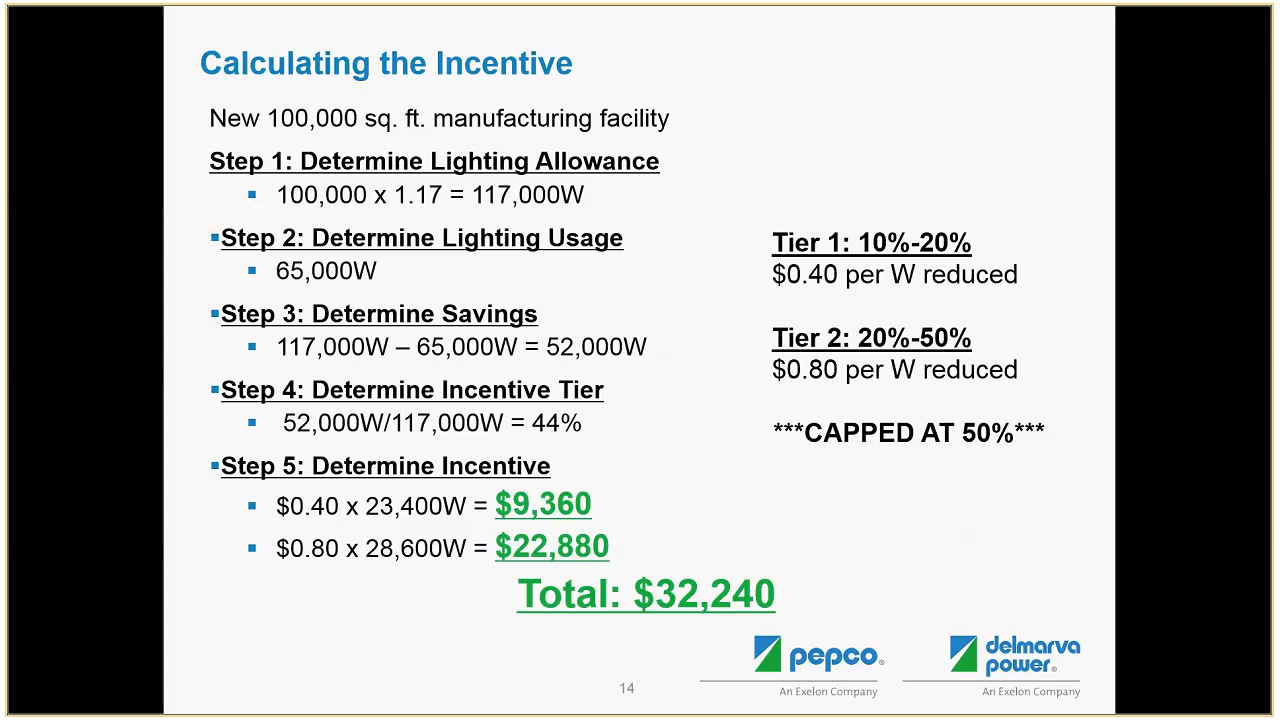 Calculating the Incentive
New 100,000 sq. ft. manufacturing facility
Step 1: Determine Lighting Allowance
▪ 100,000 x 1.17 = 117,000W
▪Step 2: Determine Lighting Usage
▪ 65,000W
▪Step 3: Determine Savings
▪ 117,000W – 65,000W = 52,000W
▪Step 4: Determine Incentive Tier
▪ 52,000W/117,000W = 44%
▪Step 5: Determine Incentive
▪ $0.40 x 23,400W = $9,360
▪ $0.80 x 28,600W = $22,880
Total: $32,240
Tier 1: 10%-20%
$0.40 per W reduced
Tier 2: 20%-50%
$0.80 per W reduced
***CAPPED AT 50%***
pepco®
An Exelon Company
delmarva
power®
An Exelon Company
14